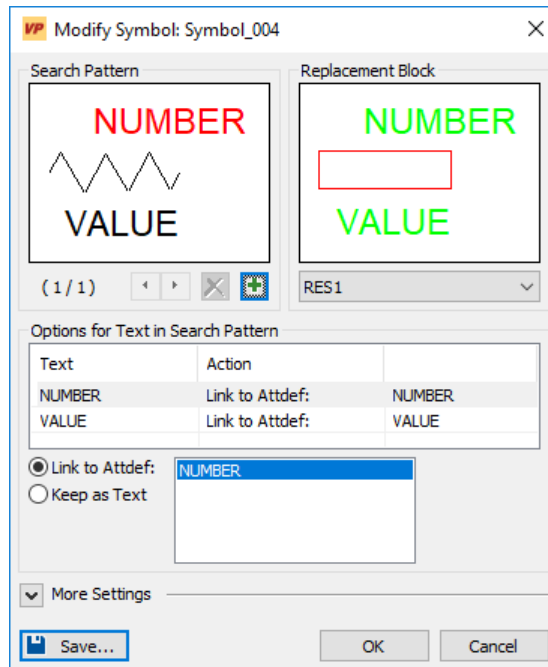 VP Modify Symbol: Symbol_004
Search Pattern
NUMBER
VALUE
(1/1)
Replacement Block
NUMBER
VALUE
RES1
Options for Text in Search Pattern
Text Action
NUMBER Link to Attdef: NUMBER
VALUE Link to Attdef: VALUE
Link to Attdef:
Keep as Text
NUMBER
More Settings
Save... OK Cancel